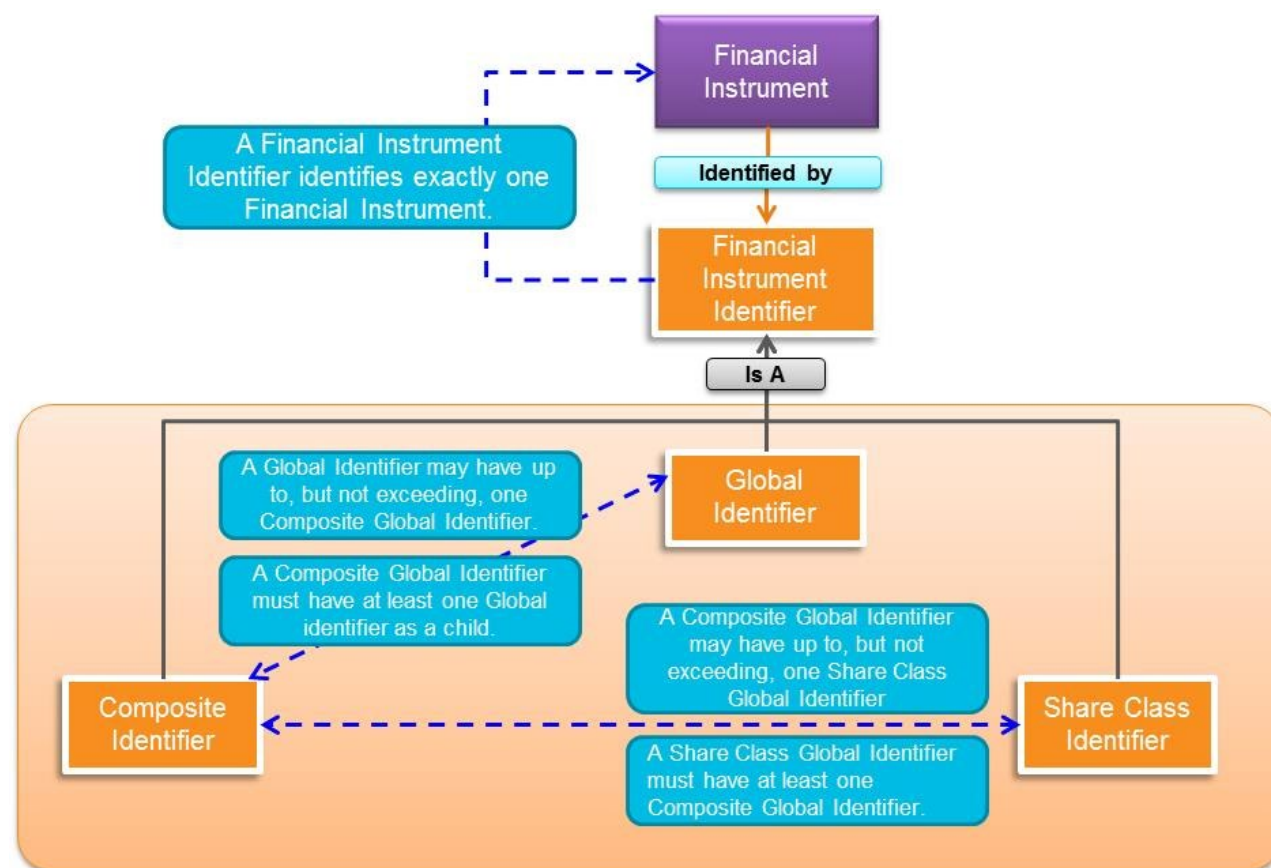 Financial
Instrument
A Financial Instrument
Identifier identifies exactly one
Financial Instrument.
Identified by
Financial
Instrument
Identifier
Is A
A Global Identifier may have up
to, but not exceeding, one
Composite Global Identifier.
Global
Identifier
A Composite Global Identifier
must have at least one Global
identifier as a child.
A Composite Global Identifier
may have up to, but not
exceeding, one Share Class
Global Identifier
Composite
Identifier
Share Class
Identifier
A Share Class Global Identifier
must have at least one
Composite Global Identifier.